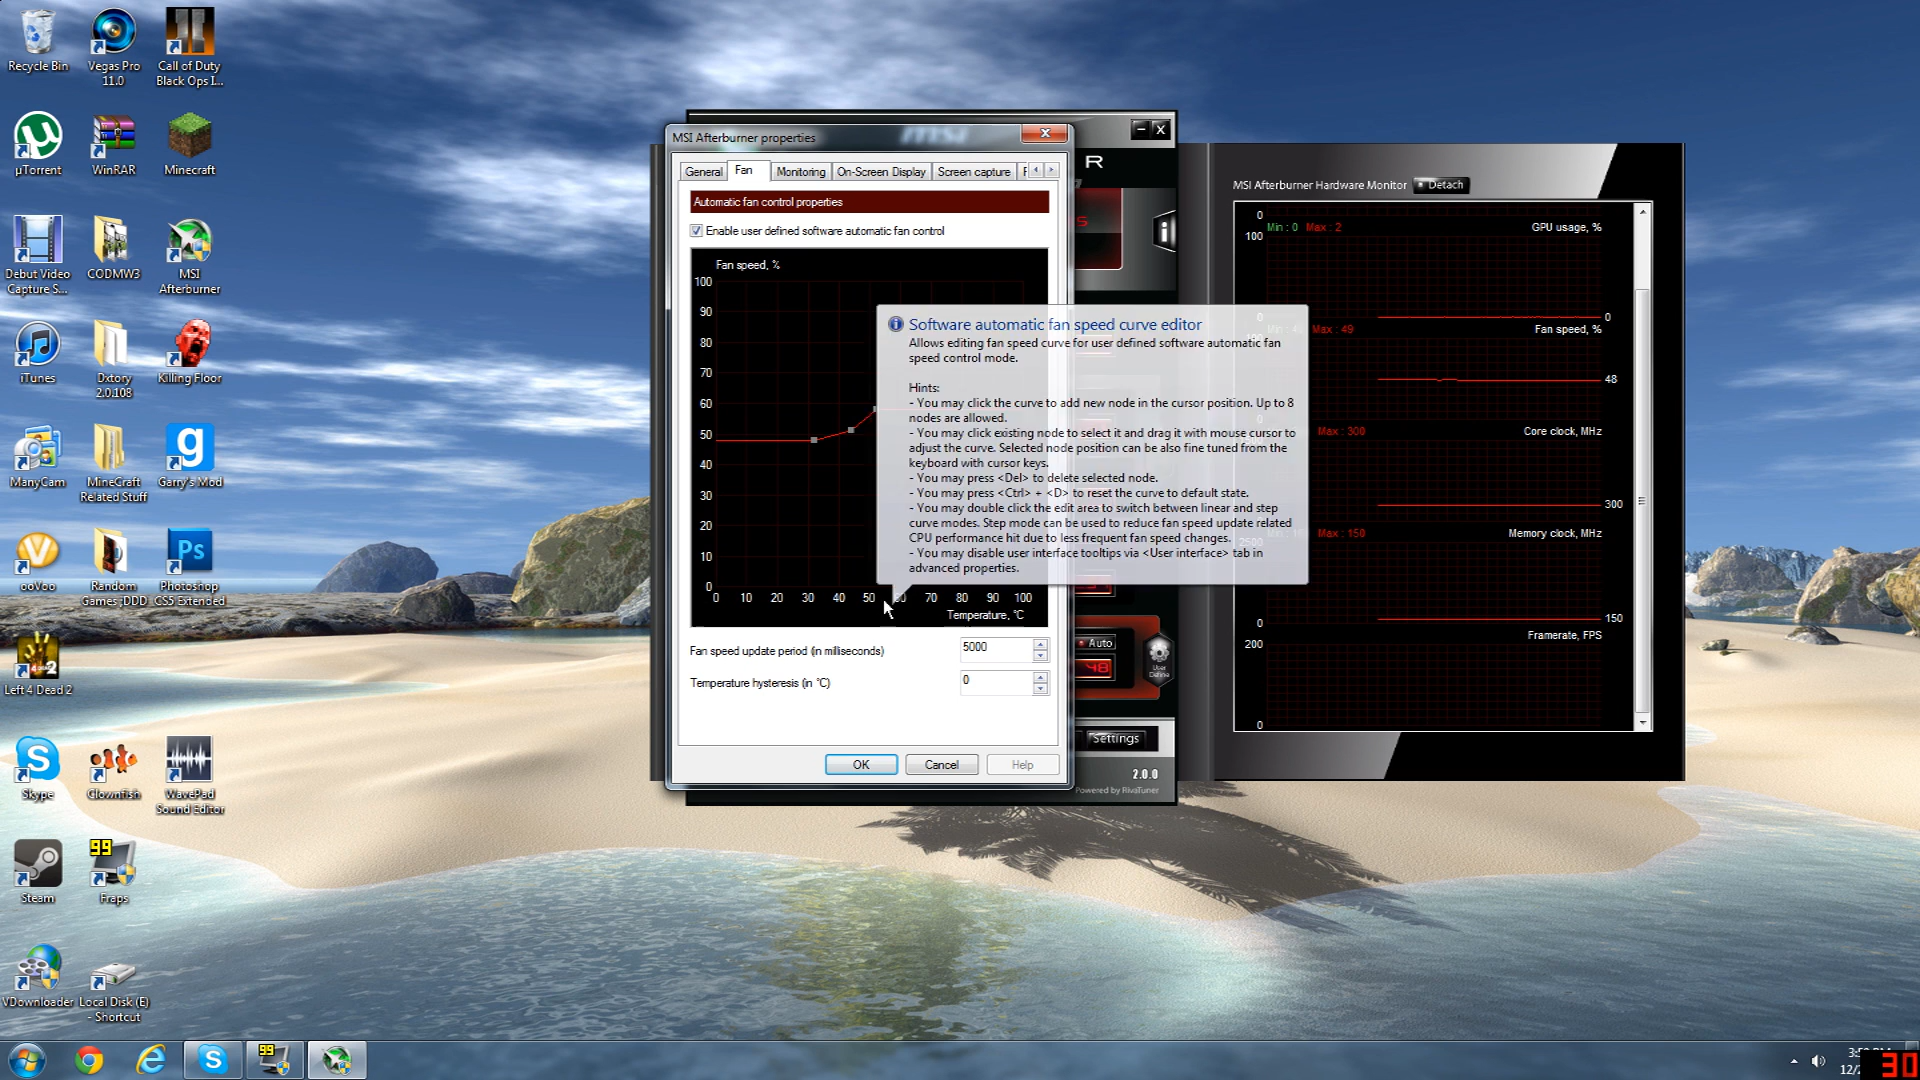 Recycle Bin
Vegas Pro
11.0
Call of Duty
Black Ops I...
µTorrent
WinRAR
Minecraft
Debut Video
Capture S...
CODMW3
MSI
Afterburner
iTunes
Dxtory
2.0.108
Killing Floor
ManyCam
MineCraft
Related Stuff
Garry's Mod
ooVoo
Random
Games ;DDD
Photoshop
CS5 Extended
Left 4 Dead 2
Skype
Clownfish
WavePad
Sound Editor
Steam
99
Fraps
VDownloader
Local Disk (E)
- Shortcut
MSI Afterburner properties
msi
General
Fan
Monitoring
On-Screen Display
Screen capture
Automatic fan control properties
Enable user defined software automatic fan control
Fan speed, %
100
90
80
70
60
50
40
30
20
10
0
0 10 20 30 40 50 60 70 80 90 100
Temperature, °C
Software automatic fan speed curve editor
Allows editing fan speed curve for user defined software automatic fan
speed control mode.
Hints:
- You may click the curve to add new node in the cursor position. Up to 8
nodes are allowed.
- You may click existing node to select it and drag it with mouse cursor to
adjust the curve. Selected node position can be also fine tuned from the
keyboard with cursor keys.
- You may press <Del> to delete selected node.
- You may press <Ctrl> + <D> to reset the curve to default state.
- You may double click the edit area to switch between linear and step
curve modes. Step mode can be used to reduce fan speed update related
CPU performance hit due to less frequent fan speed changes.
- You may disable user interface tooltips via <User interface> tab in
advanced properties.
Fan speed update period (in milliseconds)
5000
Temperature hysteresis (in °C)
0
OK
Cancel
Help
R
i
Auto
48
User
Define
Settings
2.0.0
Powered by RivaTuner
MSI Afterburner Hardware Monitor
Detach
0
Min : 0 Max : 2
GPU usage, %
100
0
0
Max : 49
Fan speed, %
48
Max : 300
Core clock, MHz
300
Max : 150
Memory clock, MHz
2500
0
150
Framerate, FPS
200
0
99
30